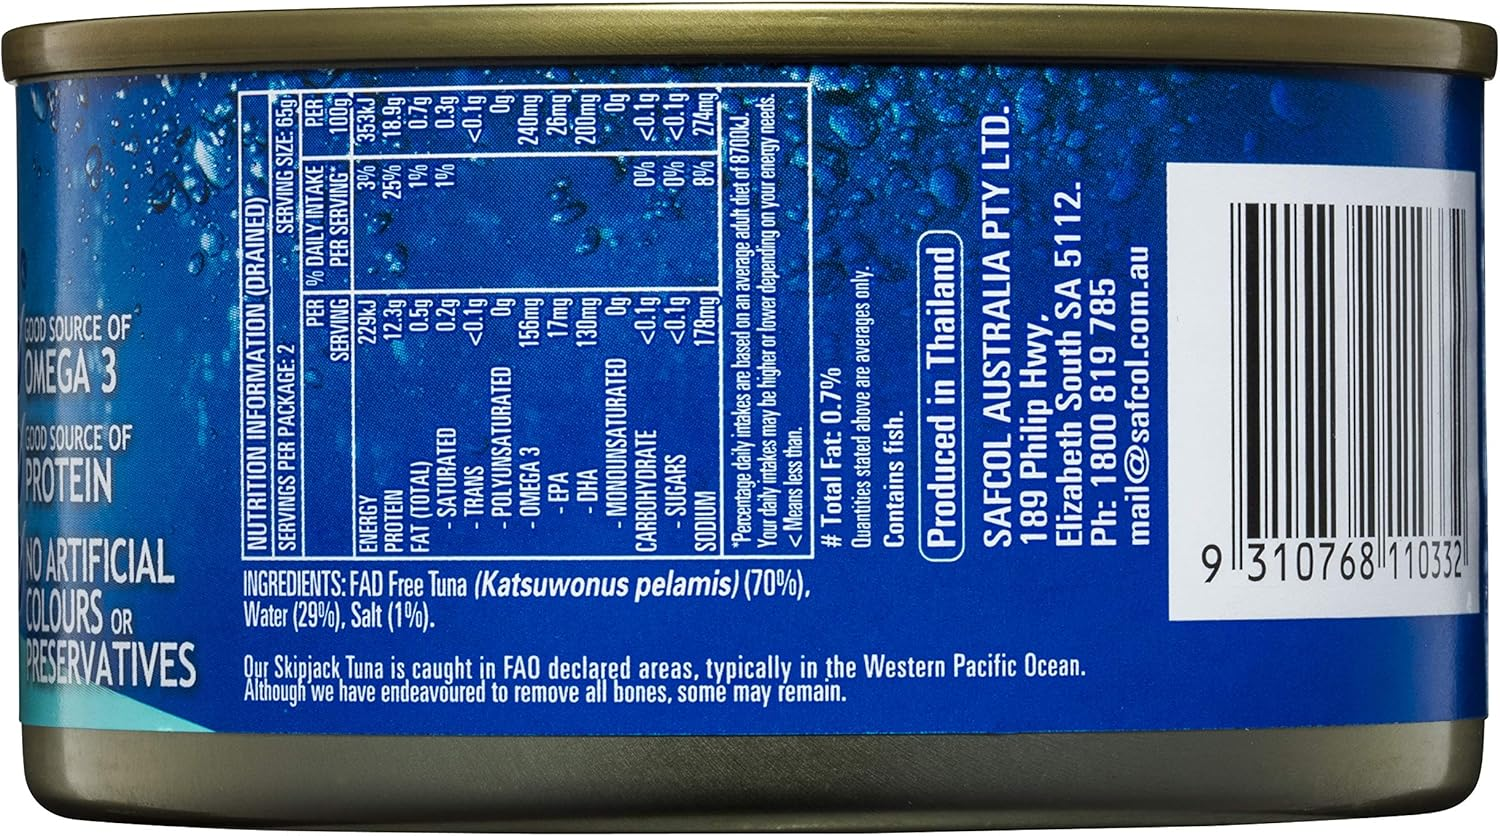 GOOD SOURCE OF
OMEGA 3
GOOD SOURCE OF
PROTEIN
NO ARTIFICIAL
COLOURS OR
PRESERVATIVES
NUTRITION INFORMATION (DRAINED)
SERVINGS PER PACKAGE: 2 SERVING SIZE: 65g
PER SERVING % DAILY INTAKE PER SERVING* PER 100g
ENERGY 229kJ 3% 353kJ
PROTEIN 12.3g 25% 18.9g
FAT (TOTAL) 0.5g 1% 0.7g
- SATURATED 0.2g 1% 0.3g
- TRANS <0.1g <0.1g
- POLYUNSATURATED 0g 0g
- OMEGA 3 156mg 240mg
- EPA 17mg 26mg
- DHA 130mg 200mg
- MONOUNSATURATED 0g 0g
CARBOHYDRATE <0.1g 0% <0.1g
- SUGARS <0.1g 0% <0.1g
SODIUM 178mg 8% 274mg
*Percentage daily intakes are based on an average adult diet of 8700kJ.
Your daily intakes may be higher or lower depending on your energy needs.
< Means less than.
# Total Fat: 0.7%
Quantities stated above are averages only.
Contains fish.
Produced in Thailand
SAFCOL AUSTRALIA PTY LTD.
189 Philip Hwy,
Elizabeth South SA 5112.
Ph: 1800 819 785
mail@safcol.com.au
INGREDIENTS: FAD Free Tuna (Katsuwonus pelamis) (70%),
Water (29%), Salt (1%).
Our Skipjack Tuna is caught in FAO declared areas, typically in the Western Pacific Ocean.
Although we have endeavoured to remove all bones, some may remain.
9 310768 110332